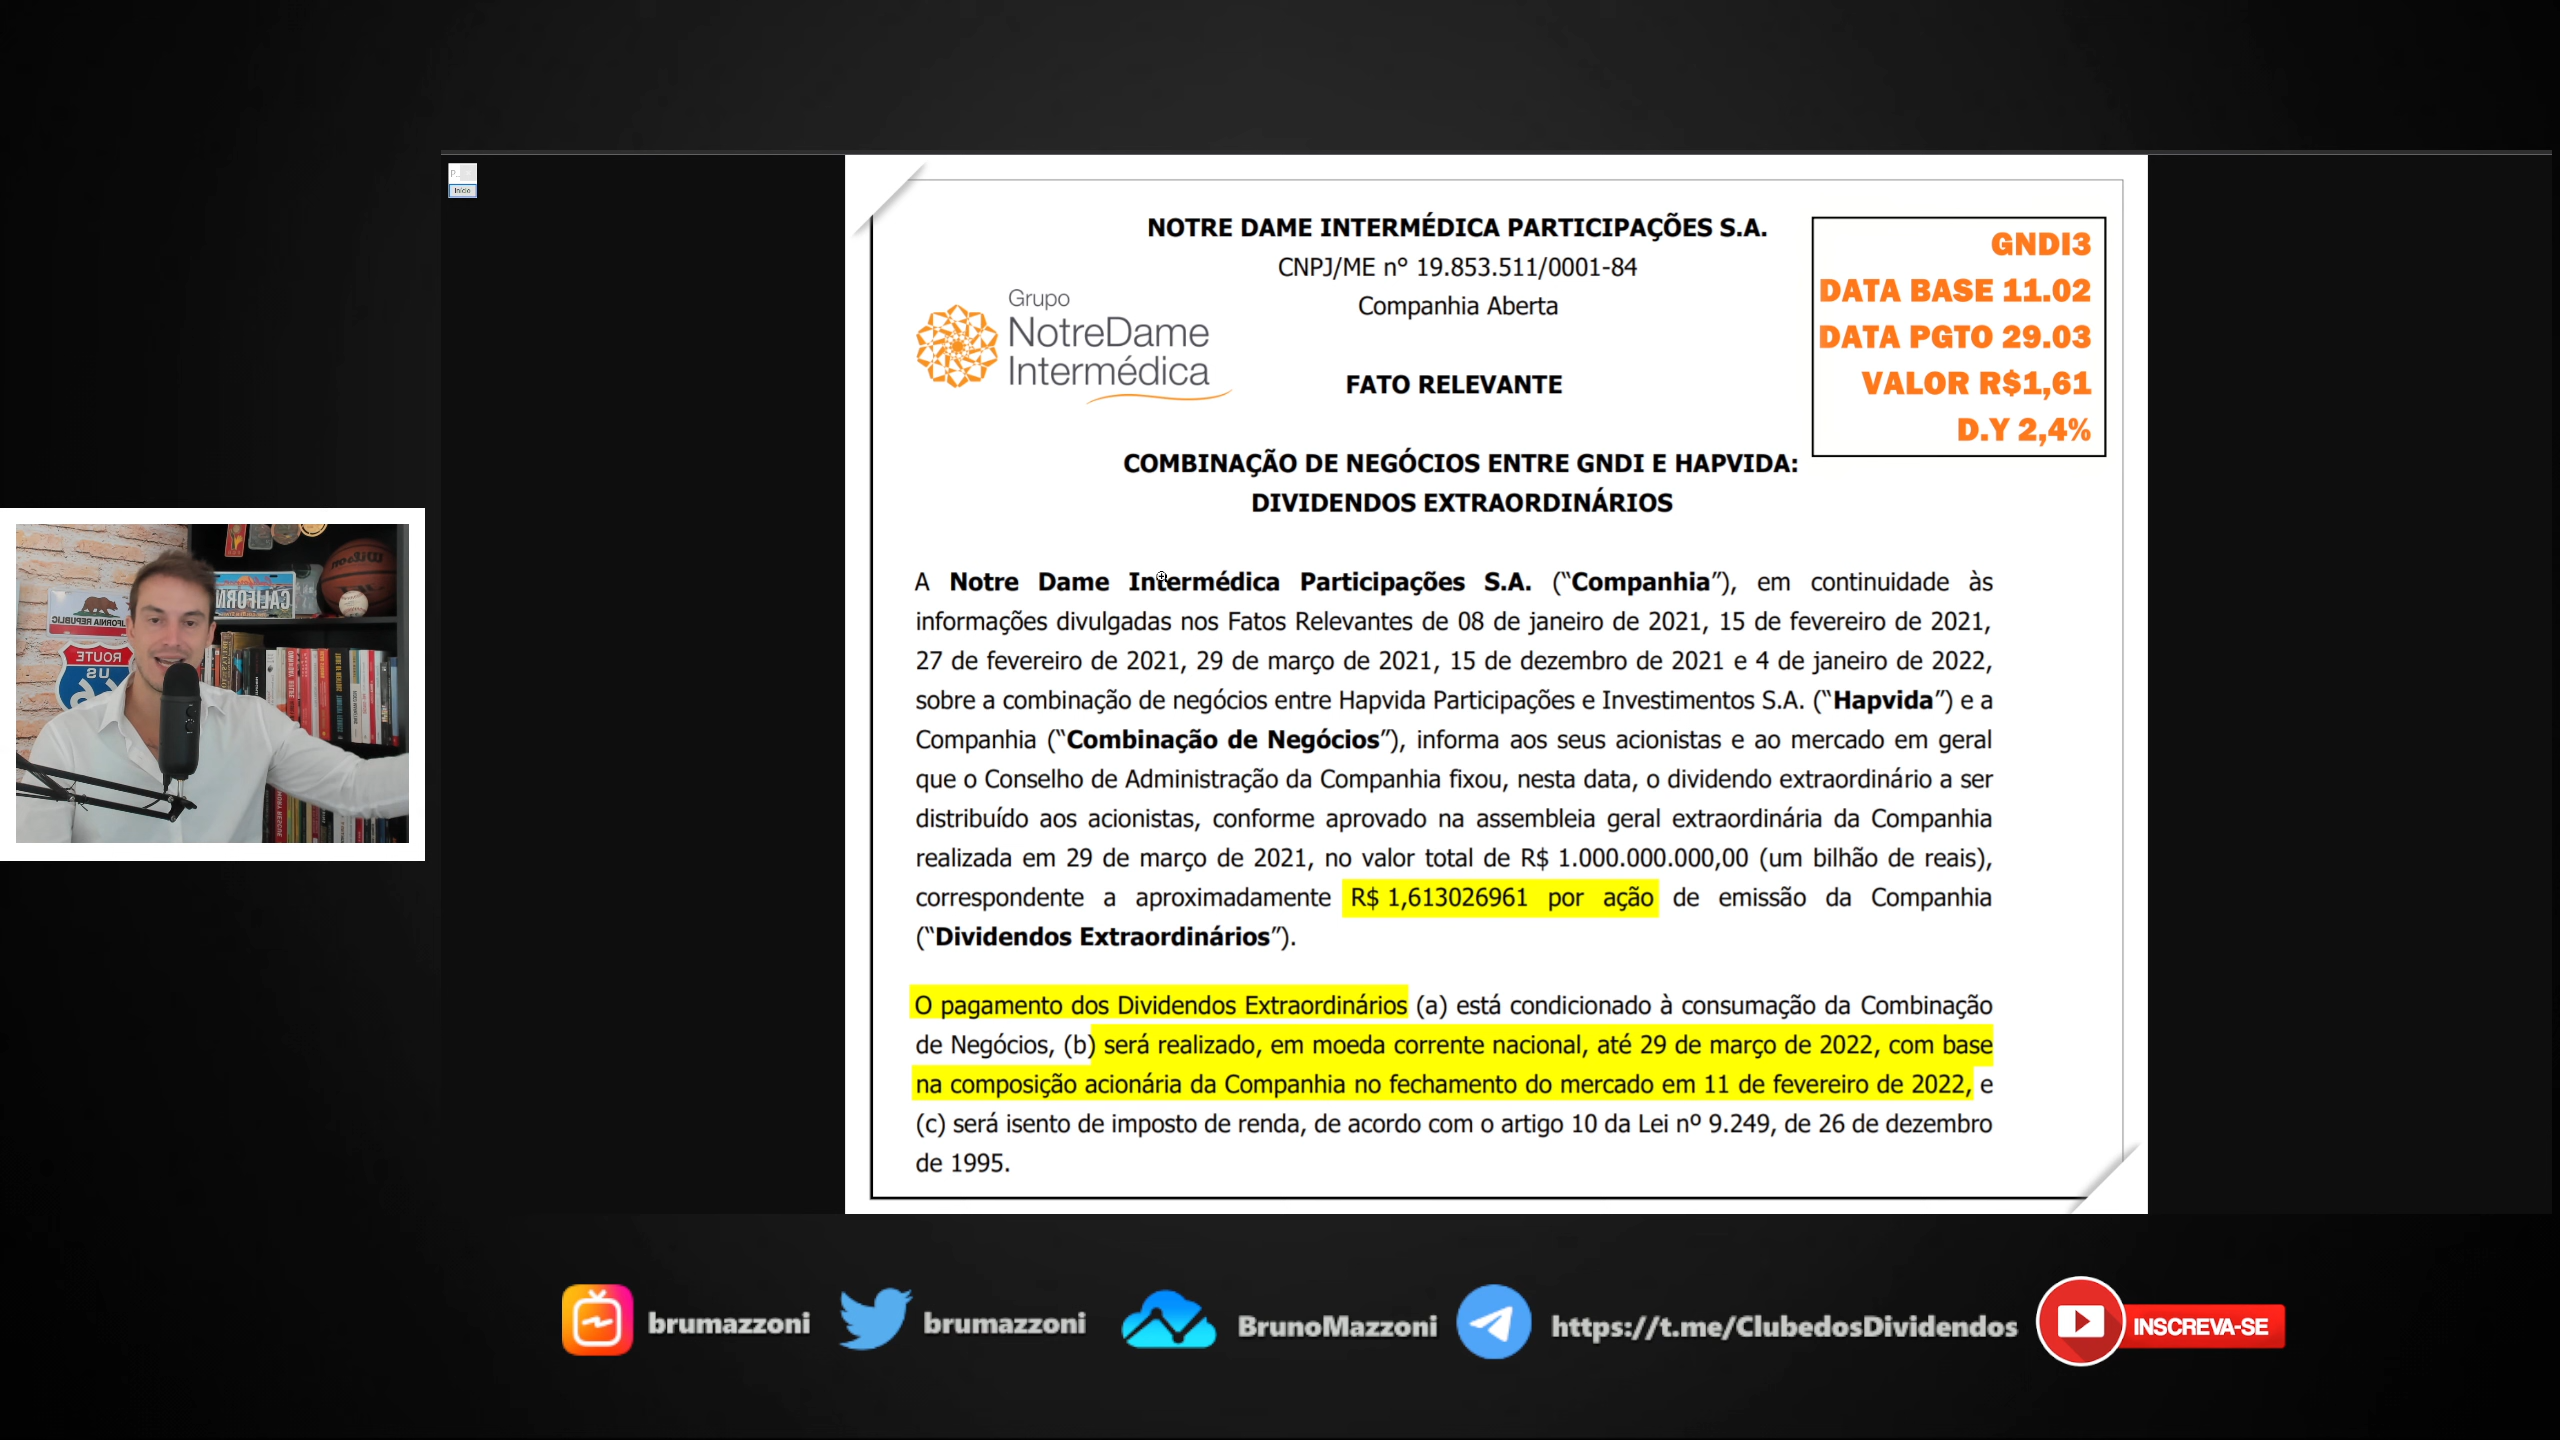 Início
NOTRE DAME INTERMÉDICA PARTICIPAÇÕES S.A.
CNPJ/ME nº 19.853.511/0001-84
Companhia Aberta
Grupo
NotreDame
Intermédica
FATO RELEVANTE
GNDI3
DATA BASE 11.02
DATA PGTO 29.03
VALOR R$1,61
D.Y 2,4%
COMBINAÇÃO DE NEGÓCIOS ENTRE GNDI E HAPVIDA:
DIVIDENDOS EXTRAORDINÁRIOS
A Notre Dame Intermédica Participações S.A. (“Companhia”), em continuidade às
informações divulgadas nos Fatos Relevantes de 08 de janeiro de 2021, 15 de fevereiro de 2021,
27 de fevereiro de 2021, 29 de março de 2021, 15 de dezembro de 2021 e 4 de janeiro de 2022,
sobre a combinação de negócios entre Hapvida Participações e Investimentos S.A. (“Hapvida”) e a
Companhia (“Combinação de Negócios”), informa aos seus acionistas e ao mercado em geral
que o Conselho de Administração da Companhia fixou, nesta data, o dividendo extraordinário a ser
distribuído aos acionistas, conforme aprovado na assembleia geral extraordinária da Companhia
realizada em 29 de março de 2021, no valor total de R$ 1.000.000.000,00 (um bilhão de reais),
correspondente a aproximadamente R$ 1,613026961 por ação de emissão da Companhia
(“Dividendos Extraordinários”).
O pagamento dos Dividendos Extraordinários (a) está condicionado à consumação da Combinação
de Negócios, (b) será realizado, em moeda corrente nacional, até 29 de março de 2022, com base
na composição acionária da Companhia no fechamento do mercado em 11 de fevereiro de 2022, e
(c) será isento de imposto de renda, de acordo com o artigo 10 da Lei nº 9.249, de 26 de dezembro
de 1995.
Wilson
CALIFORN
CALIFORNIA REPUBLIC
ROUTE
US
brumazzoni
brumazzoni
BrunoMazzoni
https://t.me/ClubedosDividendos
INSCREVA-SE